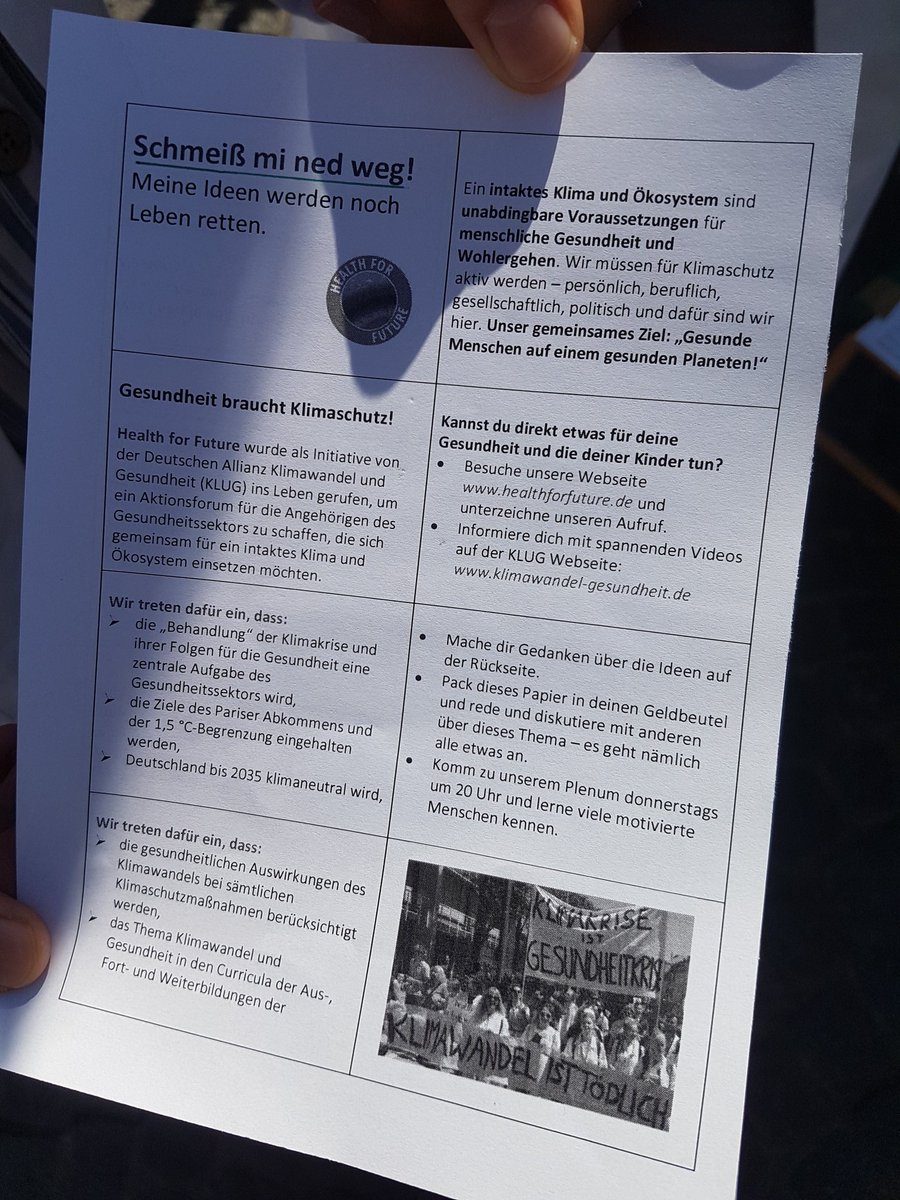 Schmeiß mi ned weg!
Meine Ideen werden noch
Leben retten.
HEALTH FOR
FUTURE
Ein intaktes Klima und Ökosystem sind
unabdingbare Voraussetzungen für
menschliche Gesundheit und
Wohlergehen. Wir müssen für Klimaschutz
aktiv werden – persönlich, beruflich,
gesellschaftlich, politisch und dafür sind wir
hier. Unser gemeinsames Ziel: „Gesunde
Menschen auf einem gesunden Planeten!“
Gesundheit braucht Klimaschutz!
Health for Future wurde als Initiative von
der Deutschen Allianz Klimawandel und
Gesundheit (KLUG) ins Leben gerufen, um
ein Aktionsforum für die Angehörigen des
Gesundheitssektors zu schaffen, die sich
gemeinsam für ein intaktes Klima und
Ökosystem einsetzen möchten.
Kannst du direkt etwas für deine
Gesundheit und die deiner Kinder tun?
• Besuche unsere Webseite
www.healthforfuture.de und
unterzeichne unseren Aufruf.
• Informiere dich mit spannenden Videos
auf der KLUG Webseite:
www.klimawandel-gesundheit.de
Wir treten dafür ein, dass:
➢ die „Behandlung“ der Klimakrise und
ihrer Folgen für die Gesundheit eine
zentrale Aufgabe des
Gesundheitssektors wird,
➢ die Ziele des Pariser Abkommens und
der 1,5 °C-Begrenzung eingehalten
werden,
➢ Deutschland bis 2035 klimaneutral wird,
• Mache dir Gedanken über die Ideen auf
der Rückseite.
• Pack dieses Papier in deinen Geldbeutel
und rede und diskutiere mit anderen
über dieses Thema – es geht nämlich
alle etwas an.
• Komm zu unserem Plenum donnerstags
um 20 Uhr und lerne viele motivierte
Menschen kennen.
Wir treten dafür ein, dass:
➢ die gesundheitlichen Auswirkungen des
Klimawandels bei sämtlichen
Klimaschutzmaßnahmen berücksichtigt
werden,
➢ das Thema Klimawandel und
Gesundheit in den Curricula der Aus-,
Fort- und Weiterbildungen der
KLIMAKRISE
IST
GESUNDHEITKRIS
KLIMAWANDEL IST TÖDLICH